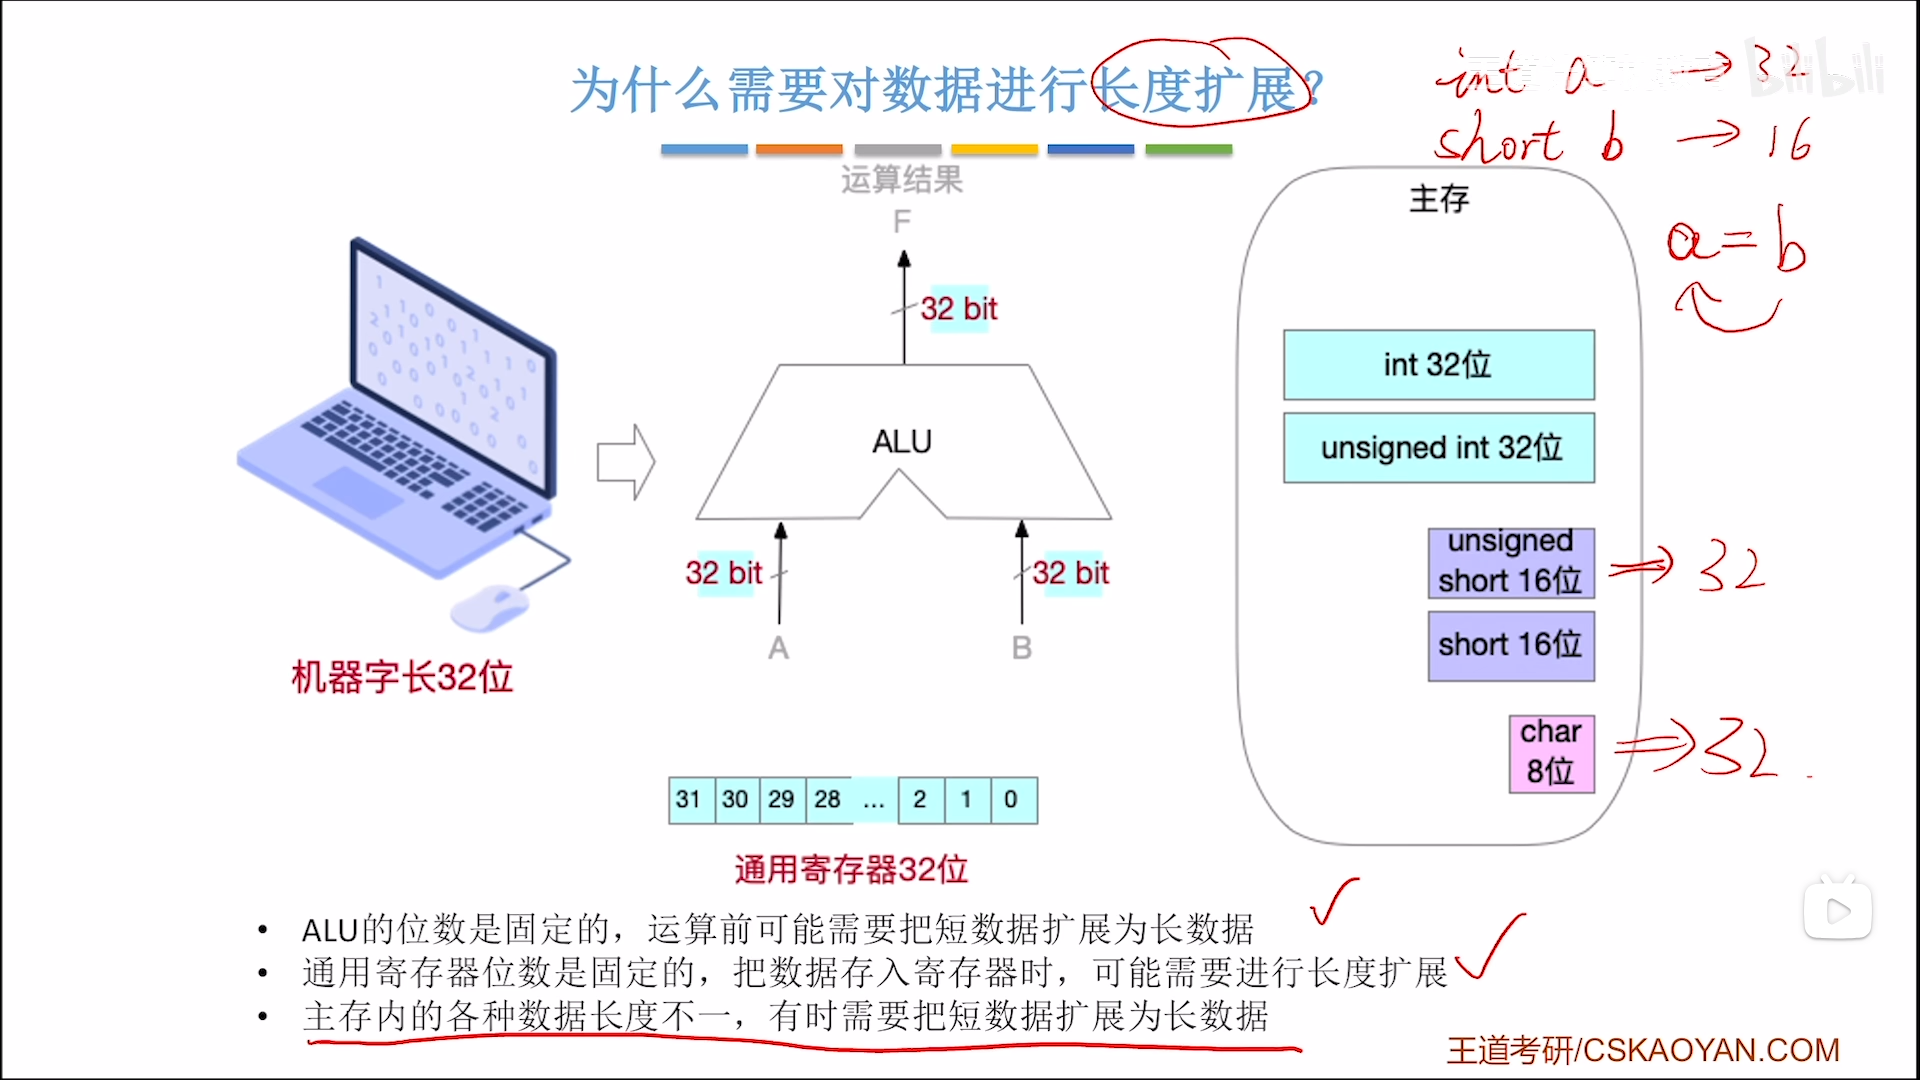 为什么需要对数据进行长度扩展?
int a → 32
short b → 16
a=b
运算结果
F
32 bit
ALU
32 bit
32 bit
A
B
机器字长32位
31 30 29 28 ... 2 1 0
通用寄存器32位
主存
int 32位
unsigned int 32位
unsigned
short 16位
⇒ 32
short 16位
char
8位
⇒ 32
• ALU的位数是固定的，运算前可能需要把短数据扩展为长数据
• 通用寄存器位数是固定的，把数据存入寄存器时，可能需要进行长度扩展
• 主存内的各种数据长度不一，有时需要把短数据扩展为长数据
王道考研/CSKAOYAN.COM
bilibili